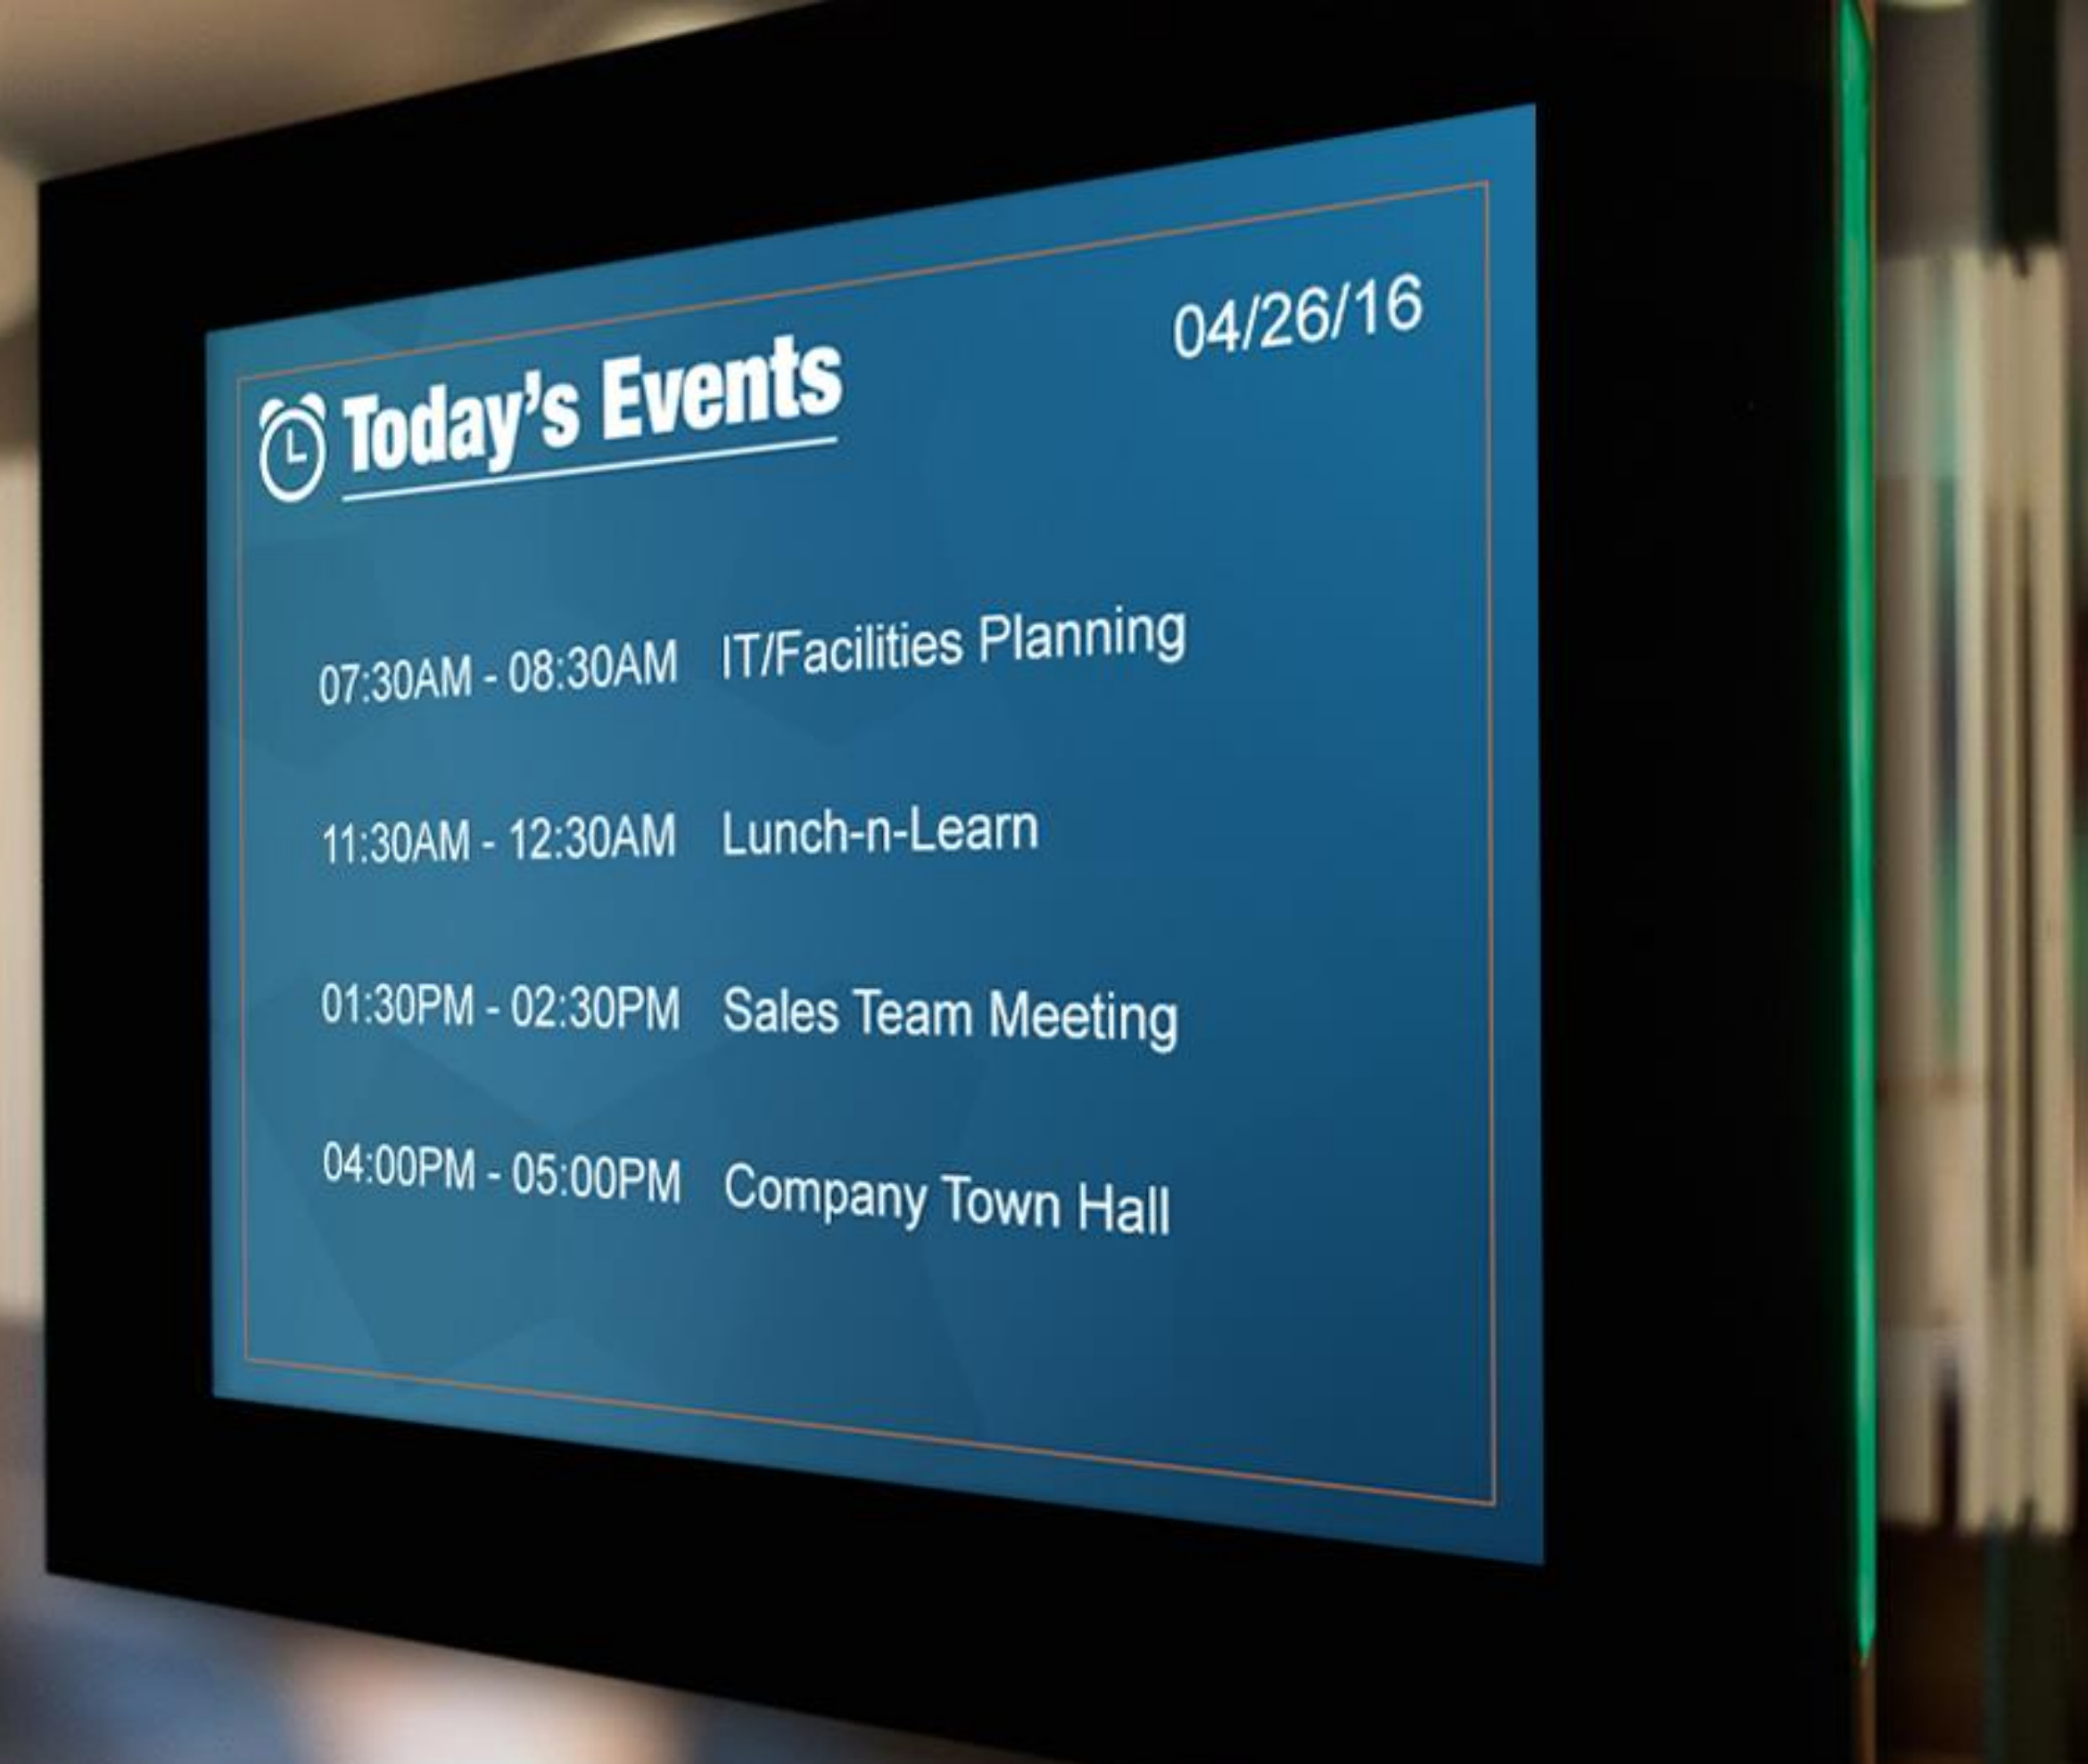 Today's Events
04/26/16
07:30AM - 08:30AM IT/Facilities Planning
11:30AM - 12:30AM Lunch-n-Learn
01:30PM - 02:30PM Sales Team Meeting
04:00PM - 05:00PM Company Town Hall